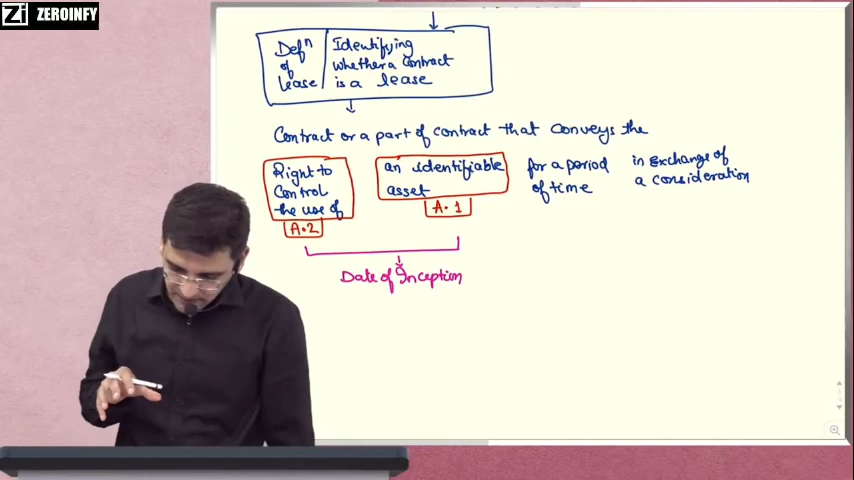 Zi ZEROINFY
Defn
of
lease
Identifying
whether a contract
is a lease
Contract or a part of contract that conveys the
Right to
control
the use of
A.2
an identifiable
asset
A.1
for a period
of time
in Exchange of
a consideration
Date of Inception